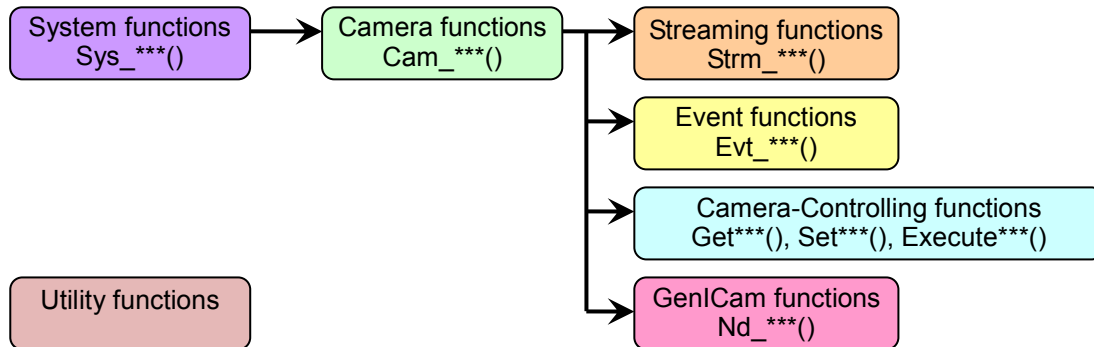 System functions
Sys_***()
Camera functions
Cam_***()
Streaming functions
Strm_***()
Event functions
Evt_***()
Camera-Controlling functions
Get***(), Set***(), Execute***()
GenICam functions
Nd_***()
Utility functions